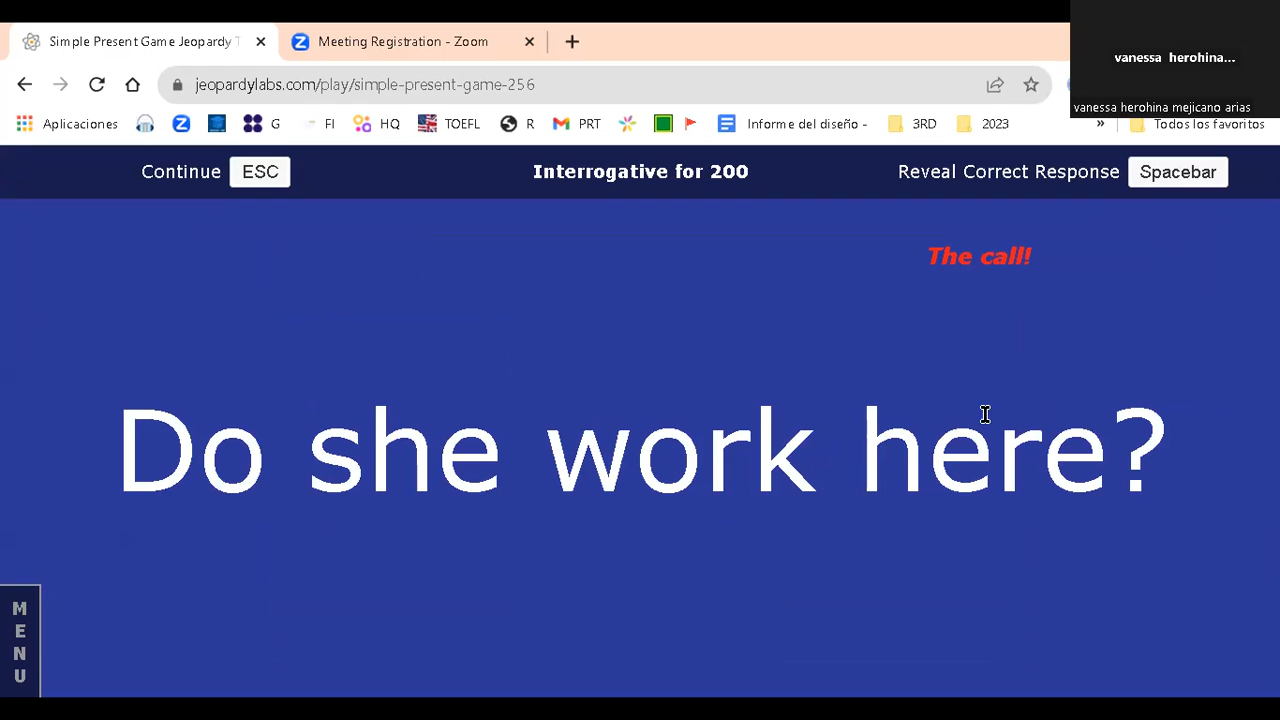 Simple Present Game Jeopardy T
Meeting Registration - Zoom
vanessa herohina...
vanessa herohina mejicano arias
jeopardylabs.com/play/simple-present-game-256
Aplicaciones G FI HQ TOEFL R PRT Informe del diseño - 3RD 2023 » Todos los favoritos
Continue ESC Interrogative for 200 Reveal Correct Response Spacebar
The call!
Do she work here?
MENU